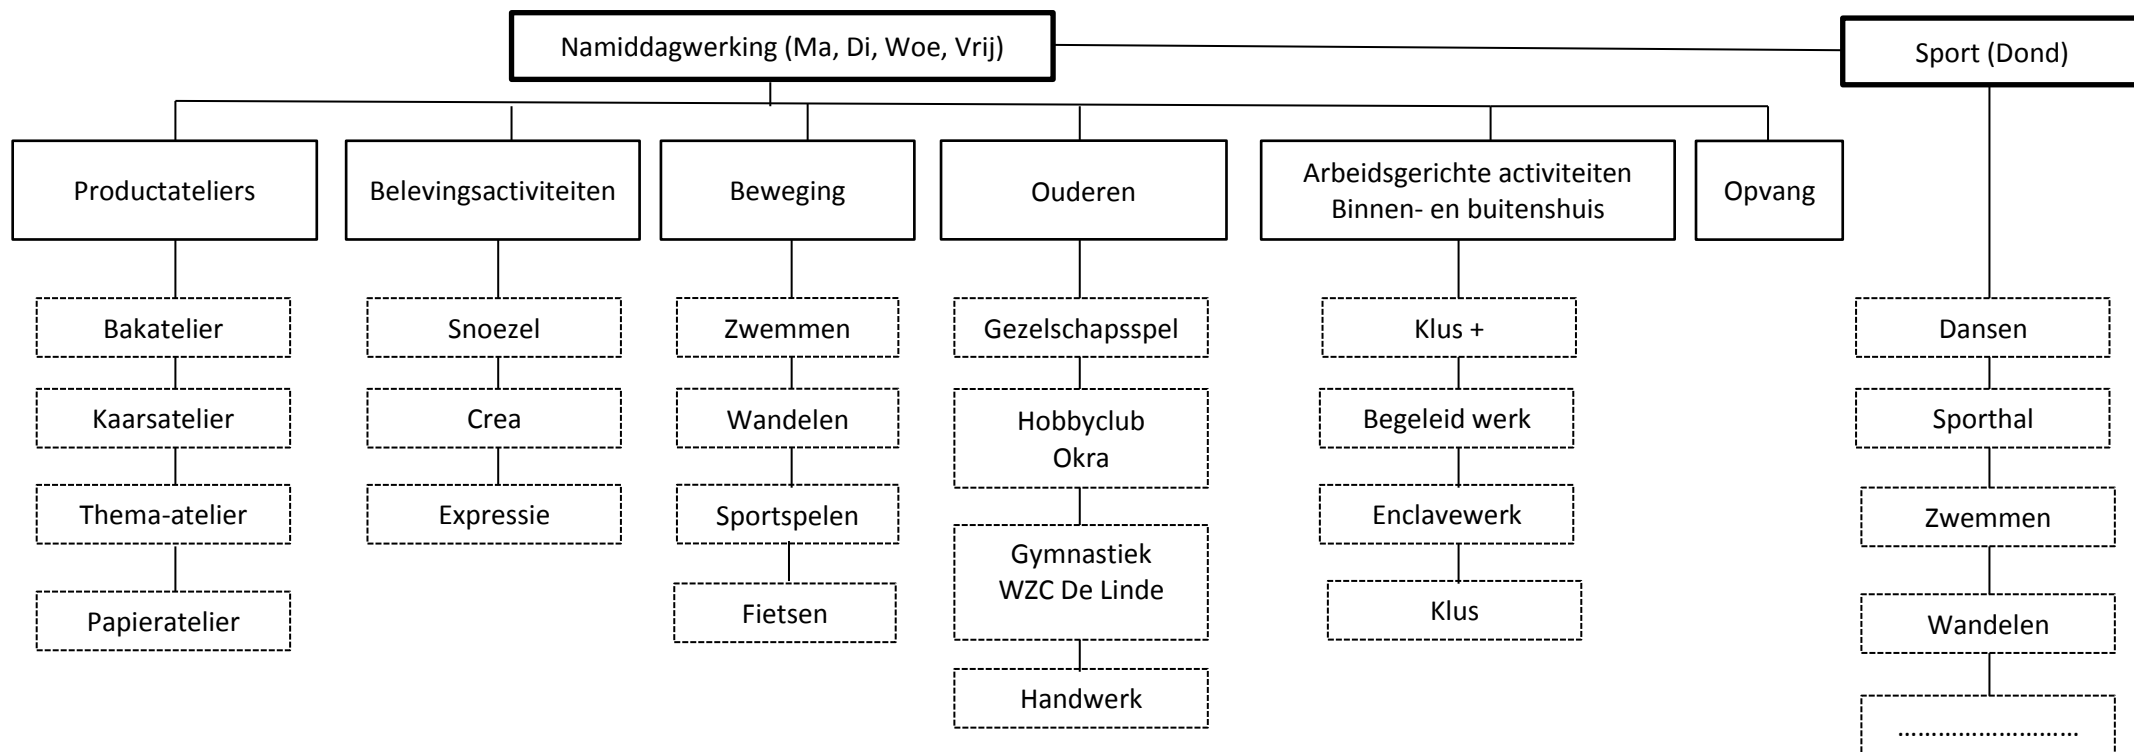 Namiddagwerking (Ma, Di, Woe, Vrij)
Sport (Dond)
Productateliers
Belevingsactiviteiten
Beweging
Ouderen
Arbeidsgerichte activiteiten
Binnen- en buitenshuis
Opvang
Bakatelier
Kaarsatelier
Thema-atelier
Papieratelier
Snoezel
Crea
Expressie
Zwemmen
Wandelen
Sportspelen
Fietsen
Gezelschapsspel
Hobbyclub
Okra
Gymnastiek
WZC De Linde
Handwerk
Klus +
Begeleid werk
Enclavewerk
Klus
Dansen
Sporthal
Zwemmen
Wandelen
………………………